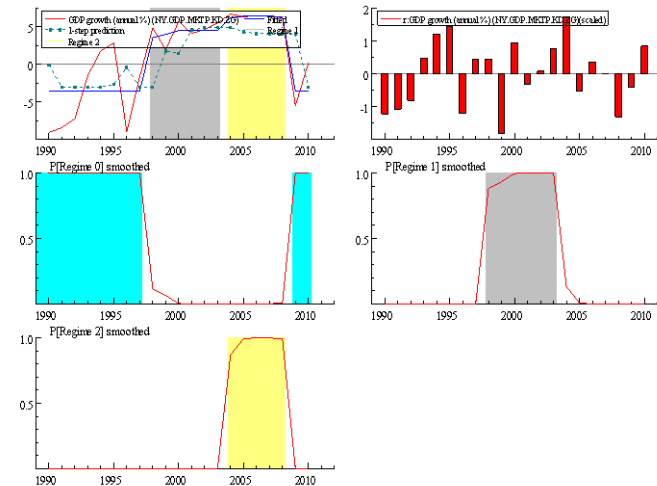 GDP growth (annual %) (NY.GDP.MKTP.KD.ZG) Fitted
1-step prediction Regime 1
Regime 2
5
0
-5
1990 1995 2000 2005 2010
r:GDP growth (annual %) (NY.GDP.MKTP.KD.ZG)(scaled)
2
1
0
-1
1990 1995 2000 2005 2010
P[Regime 0] smoothed
1.0
0.5
1990 1995 2000 2005 2010
P[Regime 1] smoothed
1.0
0.5
1990 1995 2000 2005 2010
P[Regime 2] smoothed
1.0
0.5
1990 1995 2000 2005 2010